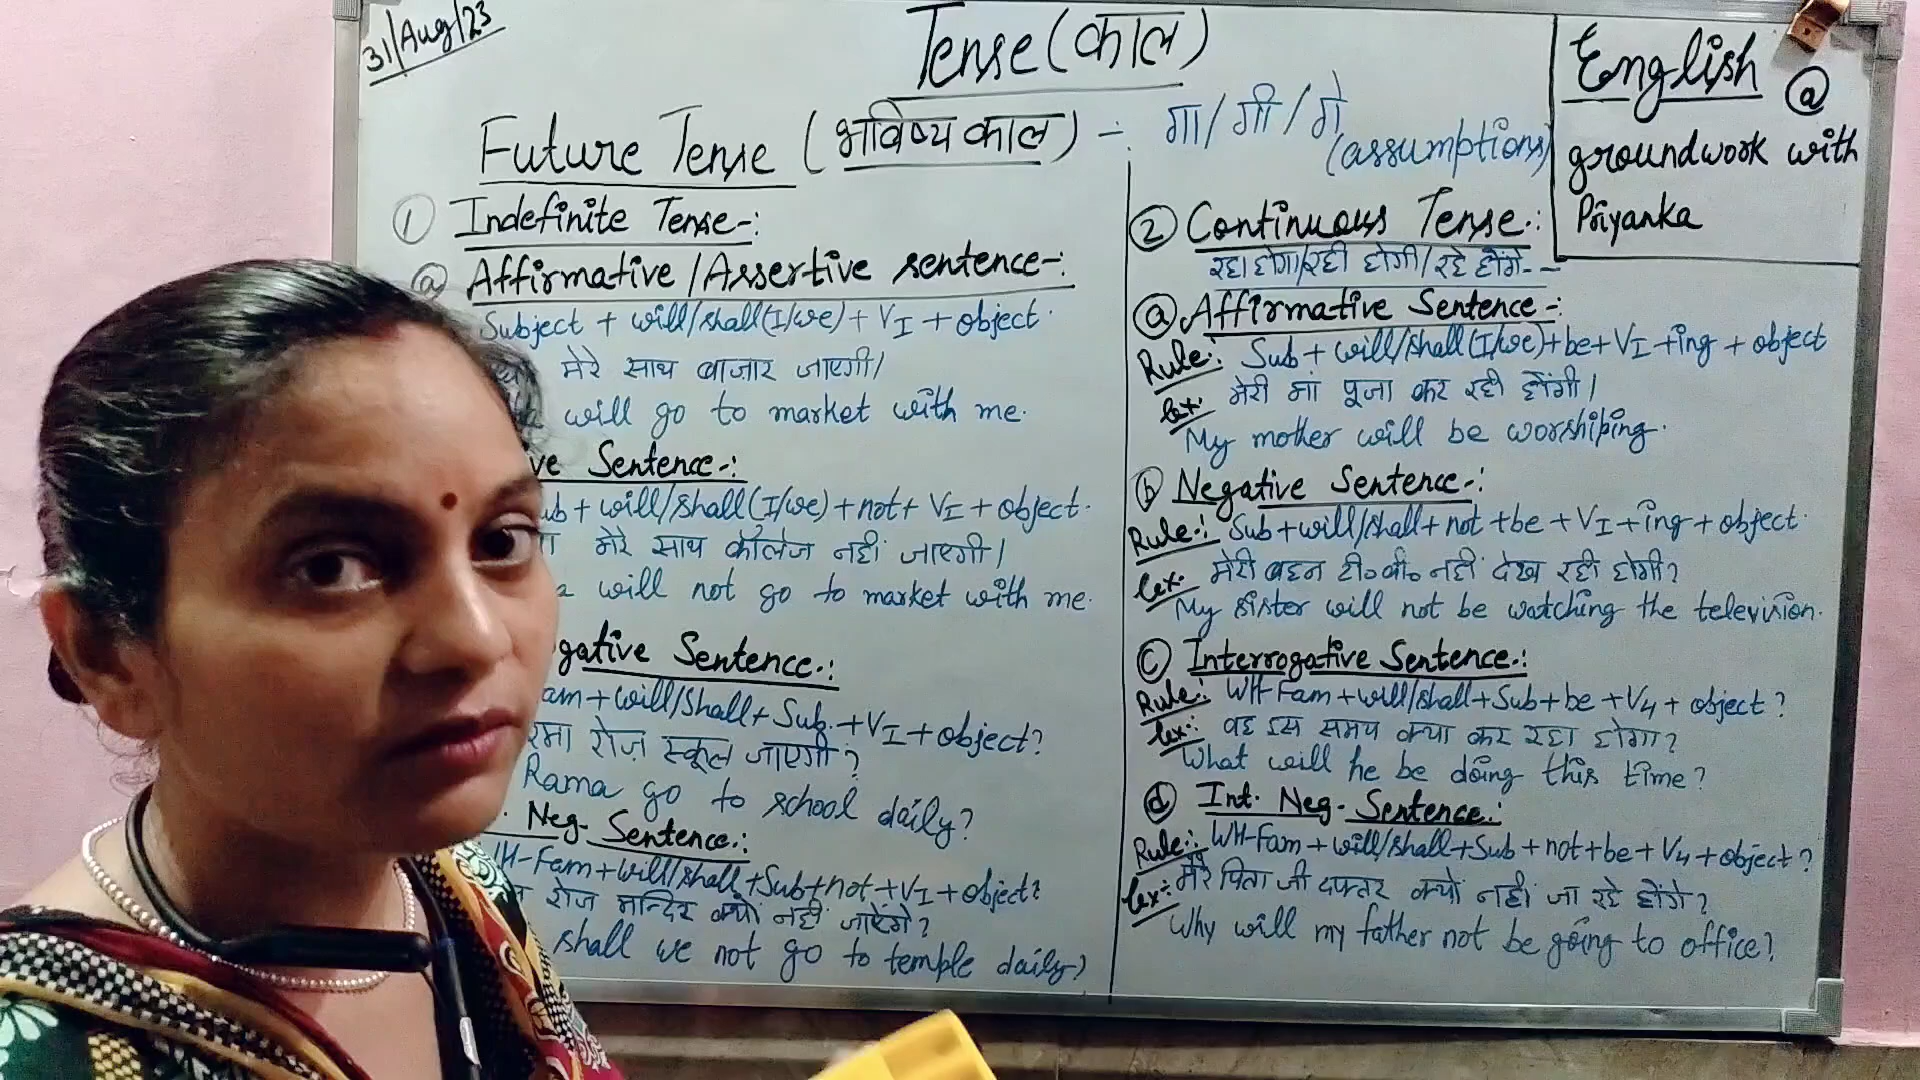 31/Aug/23
Tense (काल)
English @
groundwork with
Priyanka
Future Tense (भविष्य काल) - गा/गी/गे
(assumptions)
① Indefinite Tense-:
ⓐ Affirmative/Assertive sentence-:
Subject + will/shall(I/we) + VI + object.
मेरे साथ बाजार जाएगी।
will go to market with me.
ve Sentence-:
ub + will/shall(I/we) + not + VI + object.
मेरे साथ कॉलेज नहीं जाएगी।
will not go to market with me.
gative Sentence.:
am + will/Shall + Sub. + VI + object?
रमा रोज़ स्कूल जाएगी?
Rama go to school daily?
Neg. Sentence.:
H-Fam + will/shall + Sub + not + VI + object?
रोज मन्दिर क्यों नहीं जाऐंगे?
shall we not go to temple daily?
② Continuous Tense.:
रहा होगा/रही होगी/रहे होंगे--
ⓐ Affirmative Sentence-:
Rule:. Sub + will/shall(I/we) + be + VI + ing + object
Ex. मेरी मां पूजा कर रही होंगी।
My mother will be worshiping.
ⓑ Negative Sentence-:
Rule-: Sub + will/shall + not + be + VI + ing + object.
Ex. मेरी बहन टी० वी० नहीं देख रही होगी?
My sister will not be watching the television.
ⓒ Interrogative Sentence.:
Rule:. WH-Fam + will/shall + Sub + be + V4 + object?
Ex-: वह इस समय क्या कर रहा होगा?
What will he be doing this time?
ⓓ Int. Neg. Sentence.:
Rule:. WH-Fam + will/shall + Sub + not + be + V4 + object?
Ex-: मेरे पिता जी दफ्तर क्यों नहीं जा रहे होंगे?
Why will my father not be going to office?